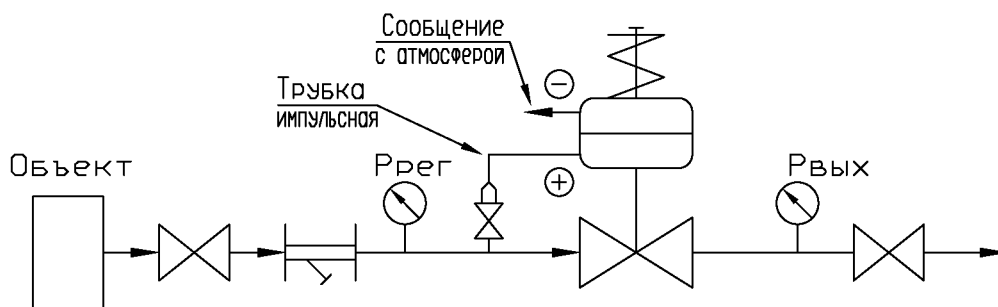 Сообщение
с атмосферой
−
Трубка
импульсная
Объект
Ррег
+
Рвых